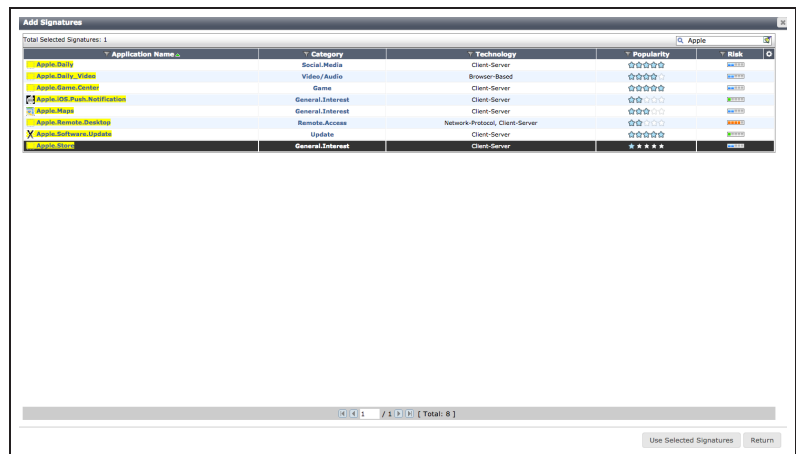 Add Signatures
Total Selected Signatures: 1 Apple
Application Name Category Technology Popularity Risk
Apple.Daily Social.Media Client-Server
Apple.Daily_Video Video/Audio Browser-Based
Apple.Game.Center Game Client-Server
Apple.iOS.Push.Notification General.Interest Client-Server
Apple.Maps General.Interest Client-Server
Apple.Remote.Desktop Remote.Access Network-Protocol, Client-Server
Apple.Software.Update Update Client-Server
Apple.Store General.Interest Client-Server
1 / 1 [ Total: 8 ]
Use Selected Signatures Return